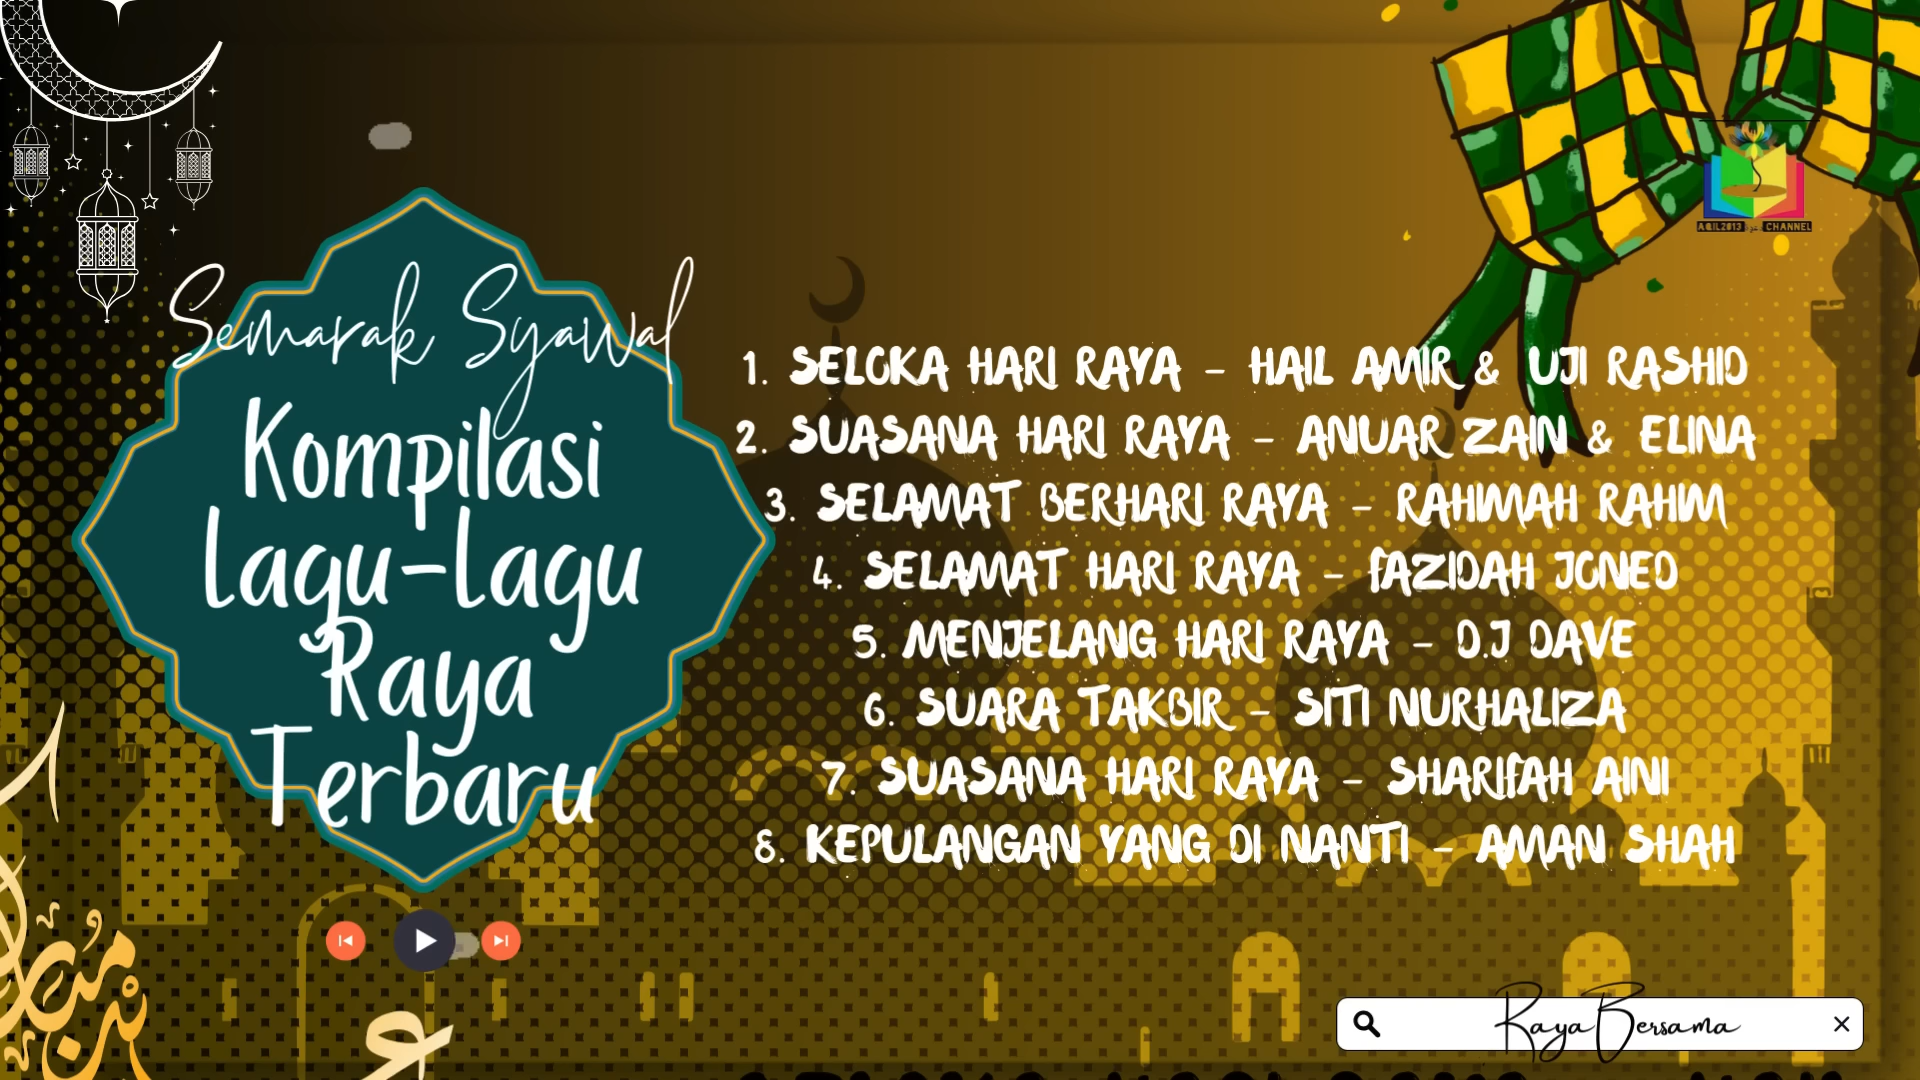 Semarak Syawal
Kompilasi
Lagu-Lagu
Raya
Terbaru
1. SELOKA HARI RAYA – HAIL AMIR & UJI RASHID
2. SUASANA HARI RAYA – ANUAR ZAIN & ELINA
3. SELAMAT BERHARI RAYA – RAHIMAH RAHIM
4. SELAMAT HARI RAYA – FAZIDAH JONED
5. MENJELANG HARI RAYA – D.J DAVE
6. SUARA TAKBIR – SITI NURHALIZA
7. SUASANA HARI RAYA – SHARIFAH AINI
8. KEPULANGAN YANG DI NANTI – AMAN SHAH
AQIL2613 CHANNEL
Raya Bersama